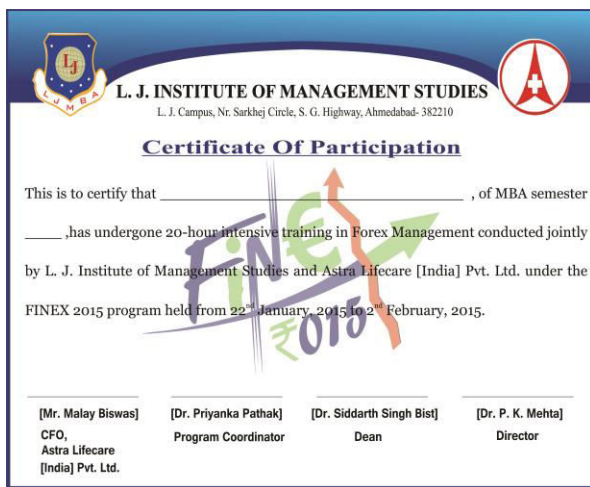 LJ
LJMBA
L. J. INSTITUTE OF MANAGEMENT STUDIES
L. J. Campus, Nr. Sarkhej Circle, S. G. Highway, Ahmedabad- 382210
Certificate Of Participation
This is to certify that ________________________________ , of MBA semester
____ ,has undergone 20-hour intensive training in Forex Management conducted jointly
by L. J. Institute of Management Studies and Astra Lifecare [India] Pvt. Ltd. under the
FINEX 2015 program held from 22nd January, 2015 to 2nd February, 2015.
FiN€X
₹015
[Mr. Malay Biswas] [Dr. Priyanka Pathak] [Dr. Siddarth Singh Bist] [Dr. P. K. Mehta]
CFO, Program Coordinator Dean Director
Astra Lifecare
[India] Pvt. Ltd.